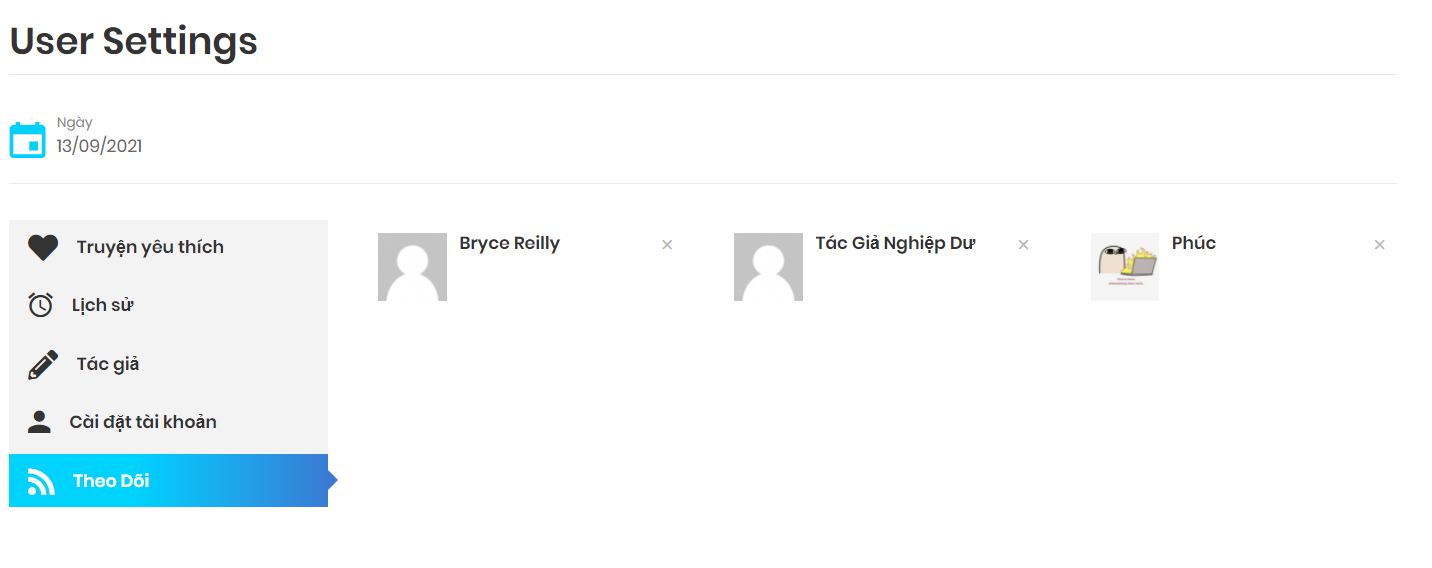 User Settings
Ngày
13/09/2021
Truyện yêu thích
Lịch sử
Tác giả
Cài đặt tài khoản
Theo Dõi
Bryce Reilly
Tác Giả Nghiệp Dư
Phúc